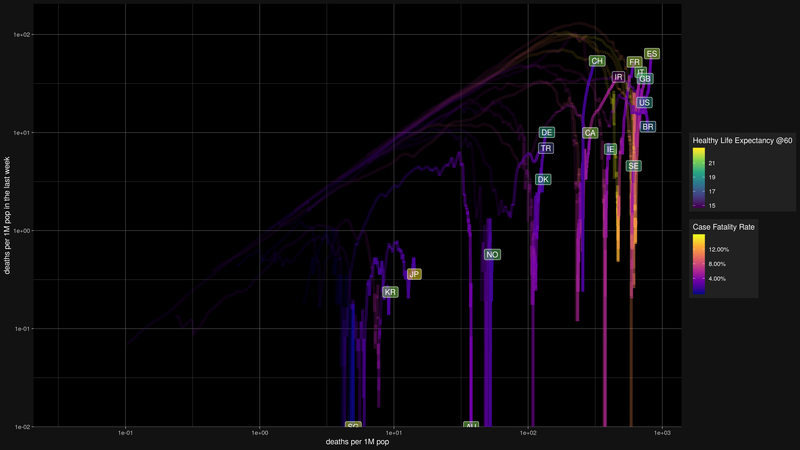 1e+02
1e+01
1e+00
1e-01
1e-02
deaths per 1M pop in the last week
ES
CH
FR
IT
IR
GB
US
BR
DE
CA
TR
IE
SE
DK
NO
JP
KR
SG
AU
1e-01
1e+00
1e+01
1e+02
1e+03
deaths per 1M pop
Healthy Life Expectancy @60
21
19
17
15
Case Fatality Rate
12.00%
8.00%
4.00%